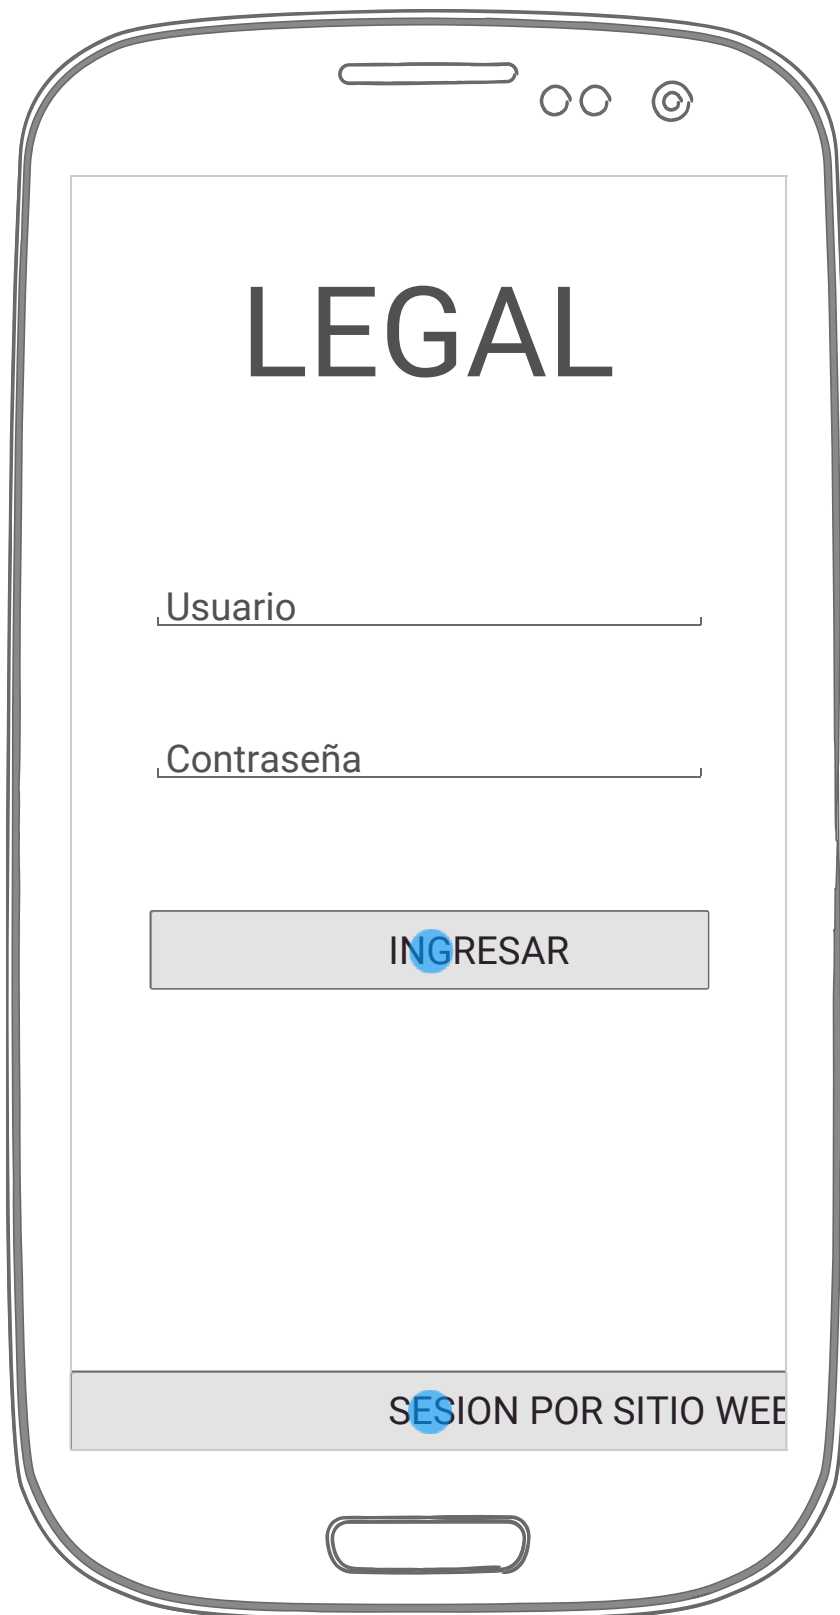 LEGAL
Usuario
Contraseña
INGRESAR
SESION POR SITIO WEB